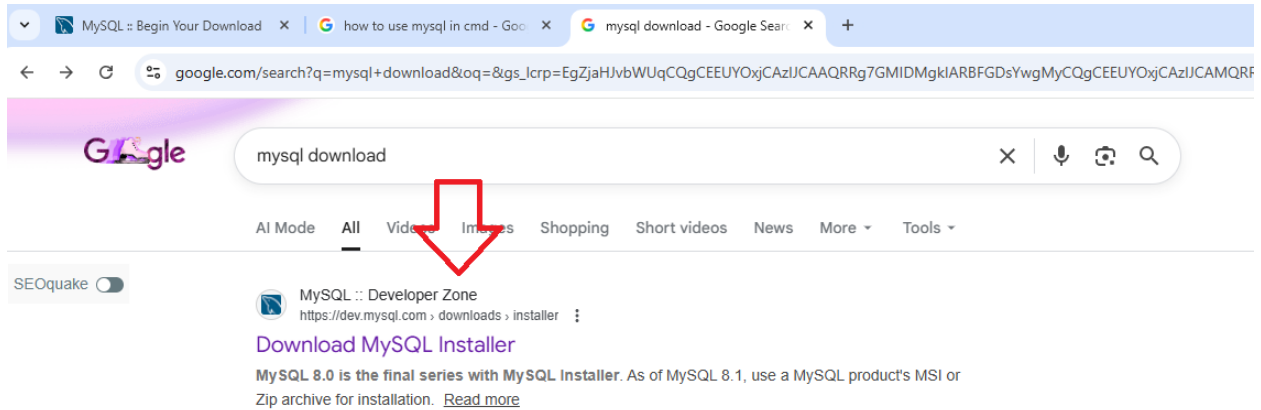 MySQL :: Begin Your Download
how to use mysql in cmd - Goo
mysql download - Google Searc
google.com/search?q=mysql+download&oq=&gs_lcrp=EgZjaHJvbWUqCQgCEEUYOxjCAzIJCAAQRRg7GMIDMgkIARBFGDsYwgMyCQgCEEUYOxjCAzIJCAMQRR
Google
mysql download
AI Mode All Videos Images Shopping Short videos News More Tools
SEOquake
MySQL :: Developer Zone
https://dev.mysql.com › downloads › installer
Download MySQL Installer
MySQL 8.0 is the final series with MySQL Installer. As of MySQL 8.1, use a MySQL product's MSI or
Zip archive for installation. Read more